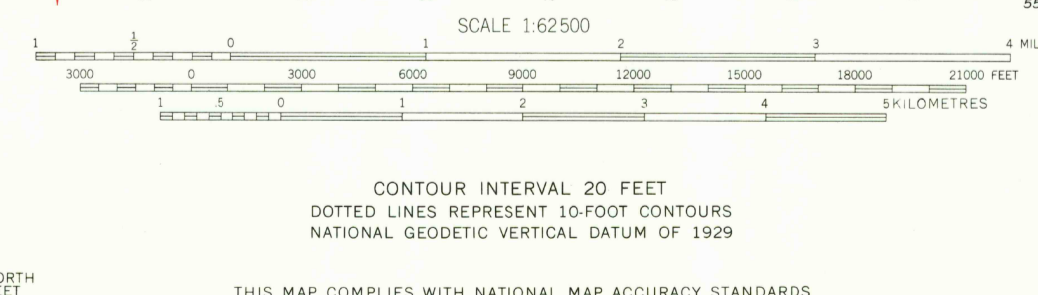 55
SCALE 1:62500
1 1/2 0 1 2 3 4 MIL
3000 0 3000 6000 9000 12000 15000 18000 21000 FEET
1 .5 0 1 2 3 4 5 KILOMETRES
CONTOUR INTERVAL 20 FEET
DOTTED LINES REPRESENT 10-FOOT CONTOURS
NATIONAL GEODETIC VERTICAL DATUM OF 1929
ORTH
EET
THIS MAP COMPLIES WITH NATIONAL MAP ACCURACY STANDARDS